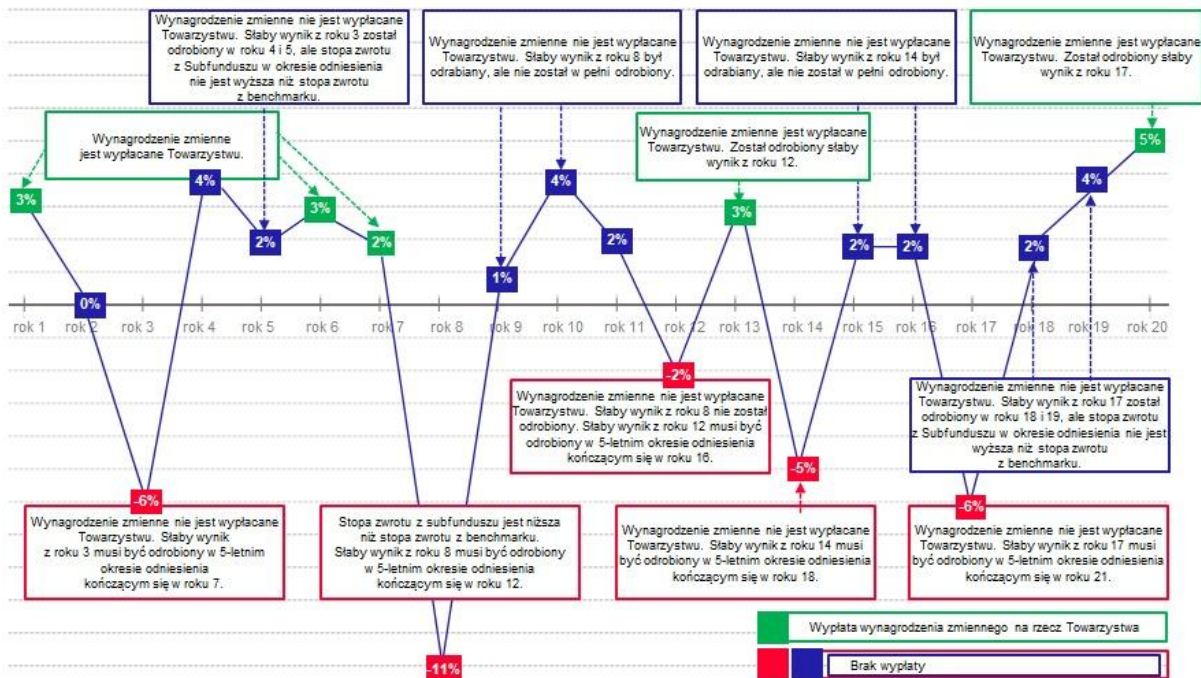 Wynagrodzenie zmienne nie jest wypłacane
Towarzystwu. Słaby wynik z roku 3 został
odrobiony w roku 4 i 5, ale stopa zwrotu
z Subfunduszu w okresie odniesienia
nie jest wyższa niż stopa zwrotu
z benchmarku.
Wynagrodzenie zmienne nie jest wypłacane
Towarzystwu. Słaby wynik z roku 8 był
odrabiany, ale nie został w pełni odrobiony.
Wynagrodzenie zmienne nie jest wypłacane
Towarzystwu. Słaby wynik z roku 14 był
odrabiany, ale nie został w pełni odrobiony.
Wynagrodzenie zmienne jest wypłacane
Towarzystwu. Został odrobiony słaby
wynik z roku 17.
Wynagrodzenie zmienne
jest wypłacane Towarzystwu.
Wynagrodzenie zmienne jest wypłacane
Towarzystwu. Został odrobiony słaby
wynik z roku 12.
3%
0%
-6%
4%
2%
3%
2%
-11%
1%
4%
2%
-2%
3%
-5%
2%
2%
-6%
2%
4%
5%
rok 1
rok 2
rok 3
rok 4
rok 5
rok 6
rok 7
rok 8
rok 9
rok 10
rok 11
rok 12
rok 13
rok 14
rok 15
rok 16
rok 17
rok 18
rok 19
rok 20
Wynagrodzenie zmienne nie jest wypłacane
Towarzystwu. Słaby wynik z roku 8 nie został
odrobiony. Słaby wynik z roku 12 musi być
odrobiony w 5-letnim okresie odniesienia
kończącym się w roku 16.
Wynagrodzenie zmienne nie jest wypłacane
Towarzystwu. Słaby wynik z roku 17 został
odrobiony w roku 18 i 19, ale stopa zwrotu
z Subfunduszu w okresie odniesienia nie jest
wyższa niż stopa zwrotu
z benchmarku.
Wynagrodzenie zmienne nie jest wypłacane
Towarzystwu. Słaby wynik
z roku 3 musi być odrobiony w 5-letnim
okresie odniesienia
kończącym się w roku 7.
Stopa zwrotu z subfunduszu jest niższa
niż stopa zwrotu z benchmarku.
Słaby wynik z roku 8 musi być odrobiony
w 5-letnim okresie odniesienia
kończącym się w roku 12.
Wynagrodzenie zmienne nie jest wypłacane
Towarzystwu. Słaby wynik z roku 14 musi
być odrobiony w 5-letnim okresie odniesienia
kończącym się w roku 18.
Wynagrodzenie zmienne nie jest wypłacane
Towarzystwu. Słaby wynik z roku 17 musi
być odrobiony w 5-letnim okresie odniesienia
kończącym się w roku 21.
Wypłata wynagrodzenia zmiennego na rzecz Towarzystwa
Brak wypłaty